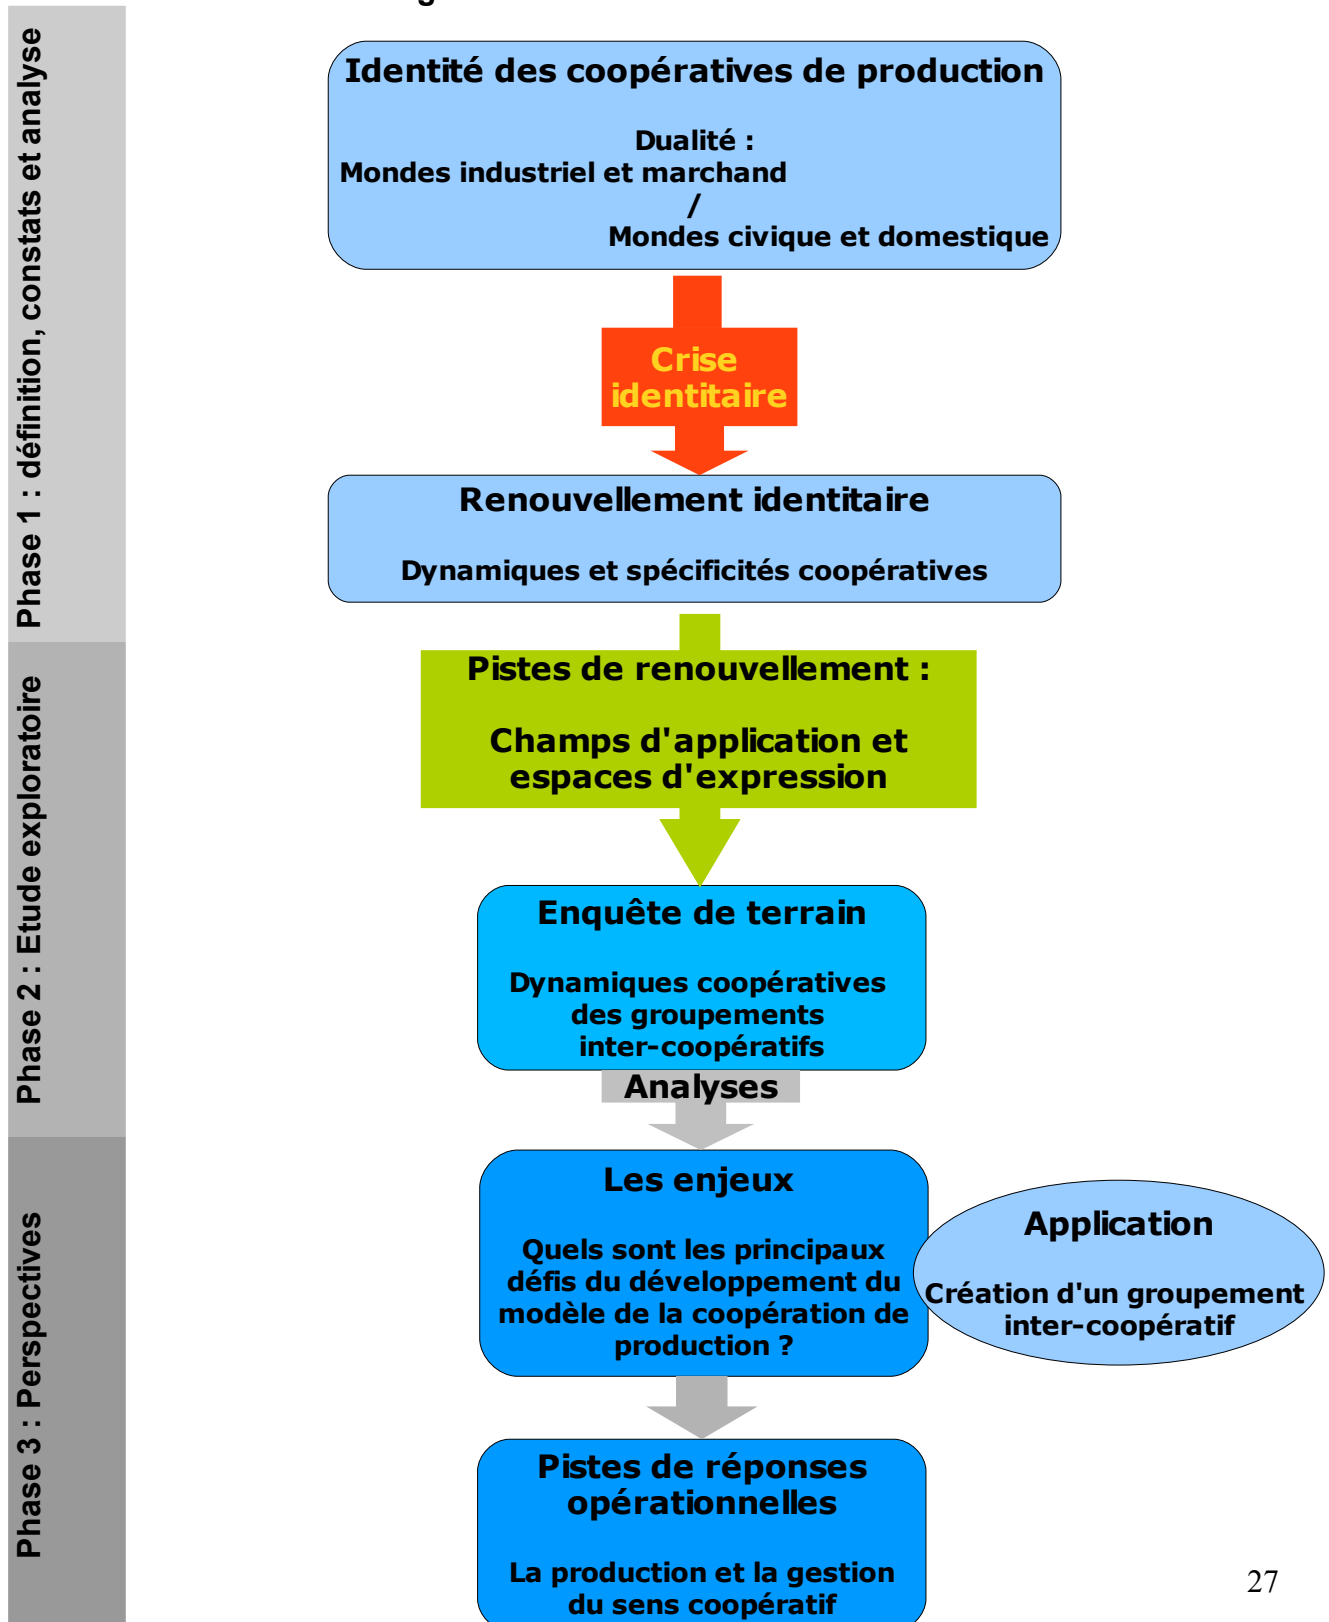 Identité des coopératives de production
Dualité :
Mondes industriel et marchand
/
Mondes civique et domestique
Crise
identitaire
Renouvellement identitaire
Dynamiques et spécificités coopératives
Phase 1 : définition, constats et analyse
Pistes de renouvellement :
Champs d'application et
espaces d'expression
Enquête de terrain
Dynamiques coopératives
des groupements
inter-coopératifs
Analyses
Phase 2 : Etude exploratoire
Les enjeux
Quels sont les principaux
défis du développement du
modèle de la coopération de
production ?
Application
Création d'un groupement
inter-coopératif
Pistes de réponses
opérationnelles
La production et la gestion
du sens coopératif
Phase 3 : Perspectives
27